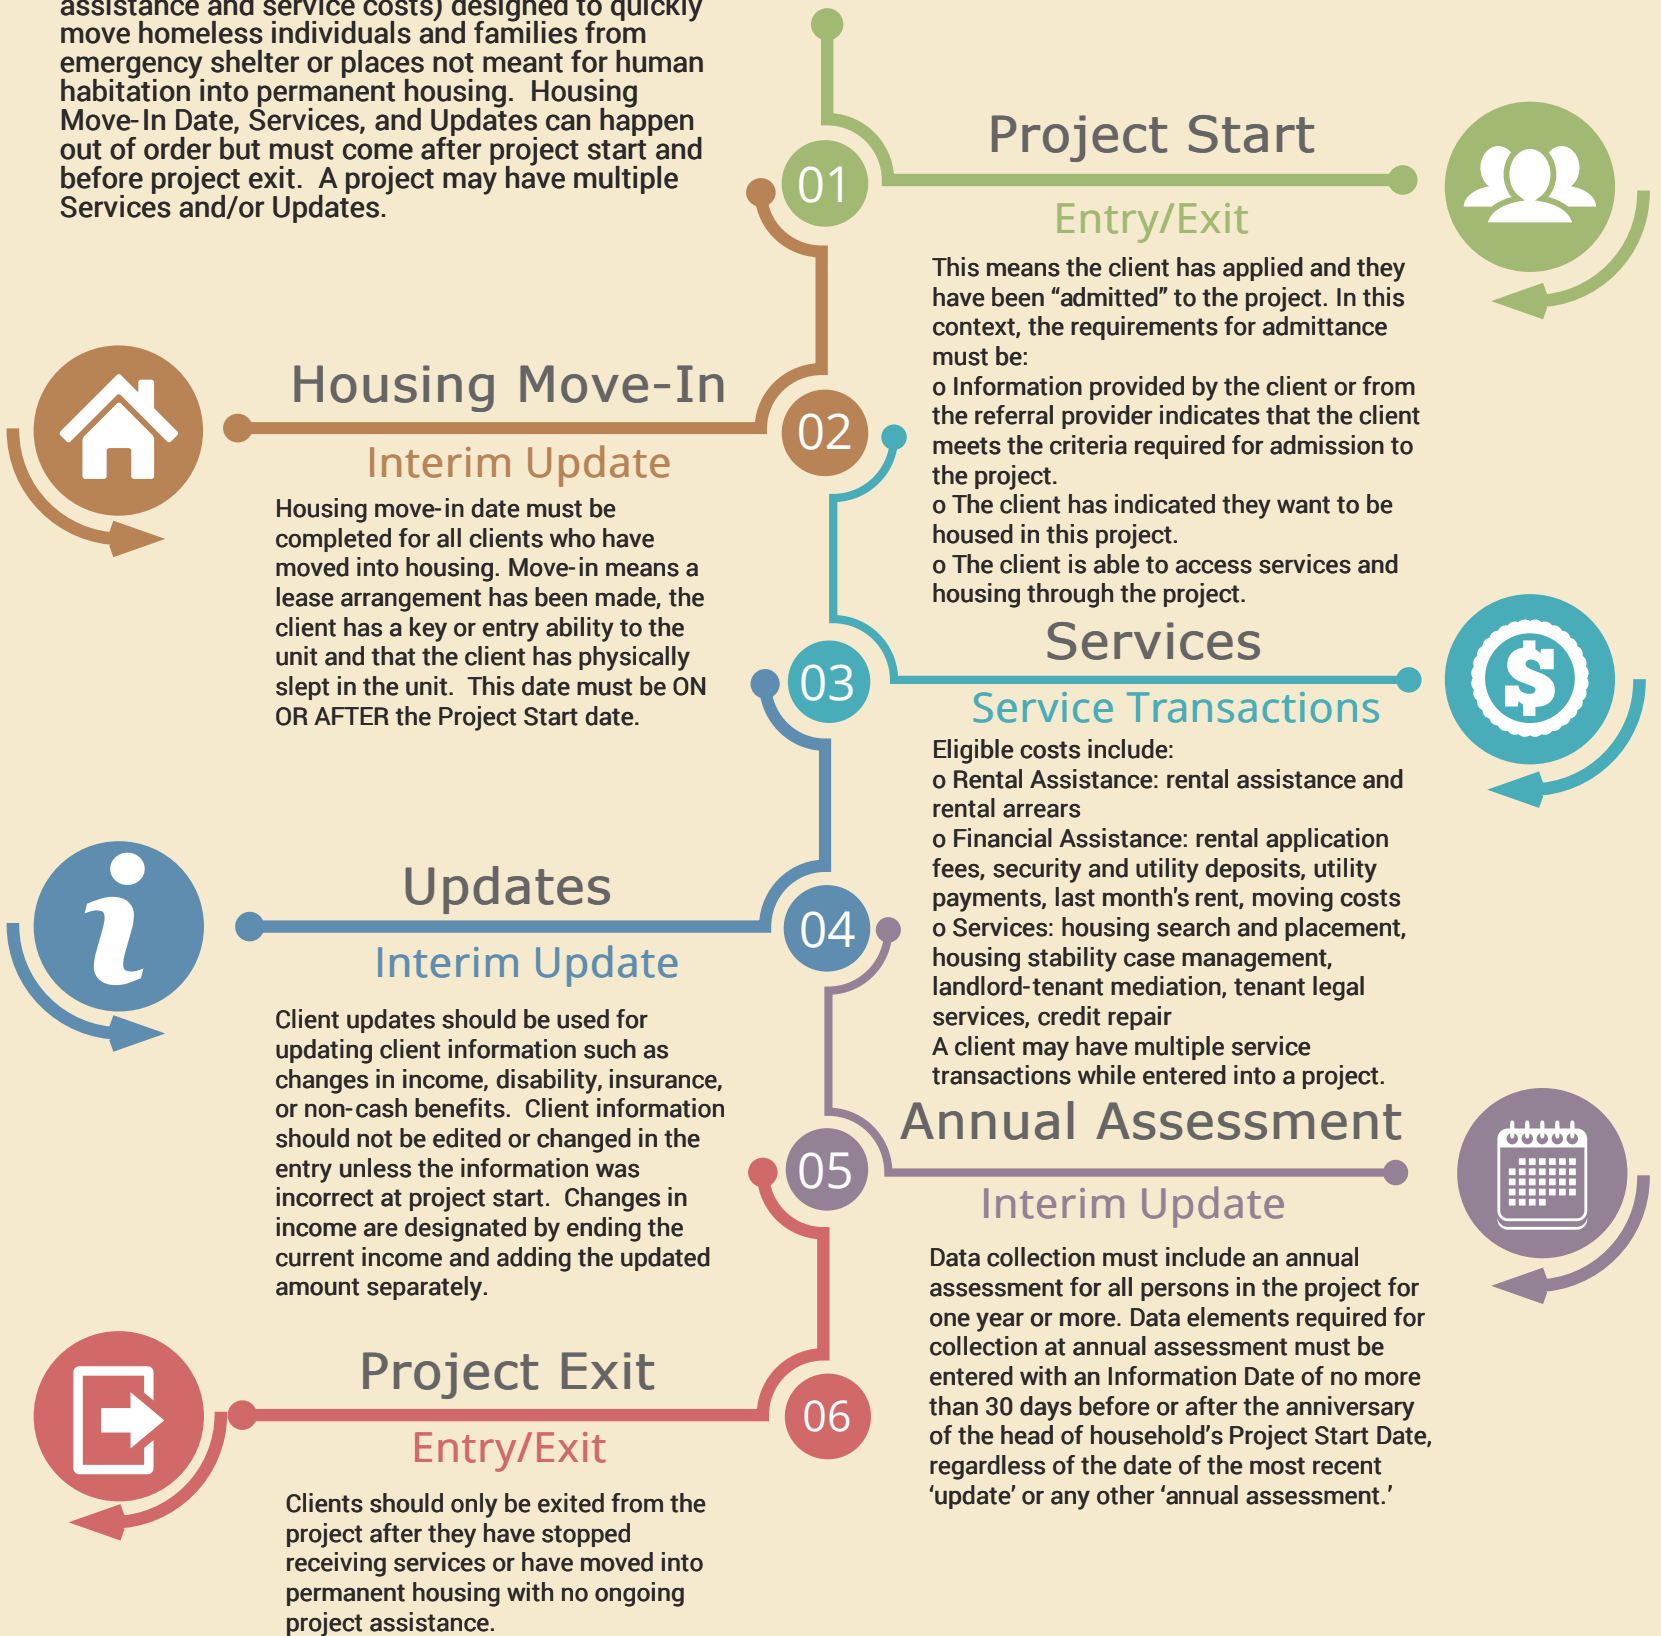 assistance and service costs) designed to quickly
move homeless individuals and families from
emergency shelter or places not meant for human
habitation into permanent housing.  Housing
Move-In Date, Services, and Updates can happen
out of order but must come after project start and
before project exit.  A project may have multiple
Services and/or Updates.
01
Project Start
Entry/Exit
This means the client has applied and they
have been “admitted” to the project. In this
context, the requirements for admittance
must be:
o Information provided by the client or from
the referral provider indicates that the client
meets the criteria required for admission to
the project.
o The client has indicated they want to be
housed in this project.
o The client is able to access services and
housing through the project.
02
Housing Move-In
Interim Update
Housing move-in date must be
completed for all clients who have
moved into housing. Move-in means a
lease arrangement has been made, the
client has a key or entry ability to the
unit and that the client has physically
slept in the unit.  This date must be ON
OR AFTER the Project Start date.
03
Services
Service Transactions
Eligible costs include:
o Rental Assistance: rental assistance and
rental arrears
o Financial Assistance: rental application
fees, security and utility deposits, utility
payments, last month's rent, moving costs
o Services: housing search and placement,
housing stability case management,
landlord-tenant mediation, tenant legal
services, credit repair
A client may have multiple service
transactions while entered into a project.
04
Updates
Interim Update
Client updates should be used for
updating client information such as
changes in income, disability, insurance,
or non-cash benefits.  Client information
should not be edited or changed in the
entry unless the information was
incorrect at project start.  Changes in
income are designated by ending the
current income and adding the updated
amount separately.
05
Annual Assessment
Interim Update
Data collection must include an annual
assessment for all persons in the project for
one year or more. Data elements required for
collection at annual assessment must be
entered with an Information Date of no more
than 30 days before or after the anniversary
of the head of household’s Project Start Date,
regardless of the date of the most recent
‘update’ or any other ‘annual assessment.’
06
Project Exit
Entry/Exit
Clients should only be exited from the
project after they have stopped
receiving services or have moved into
permanent housing with no ongoing
project assistance.